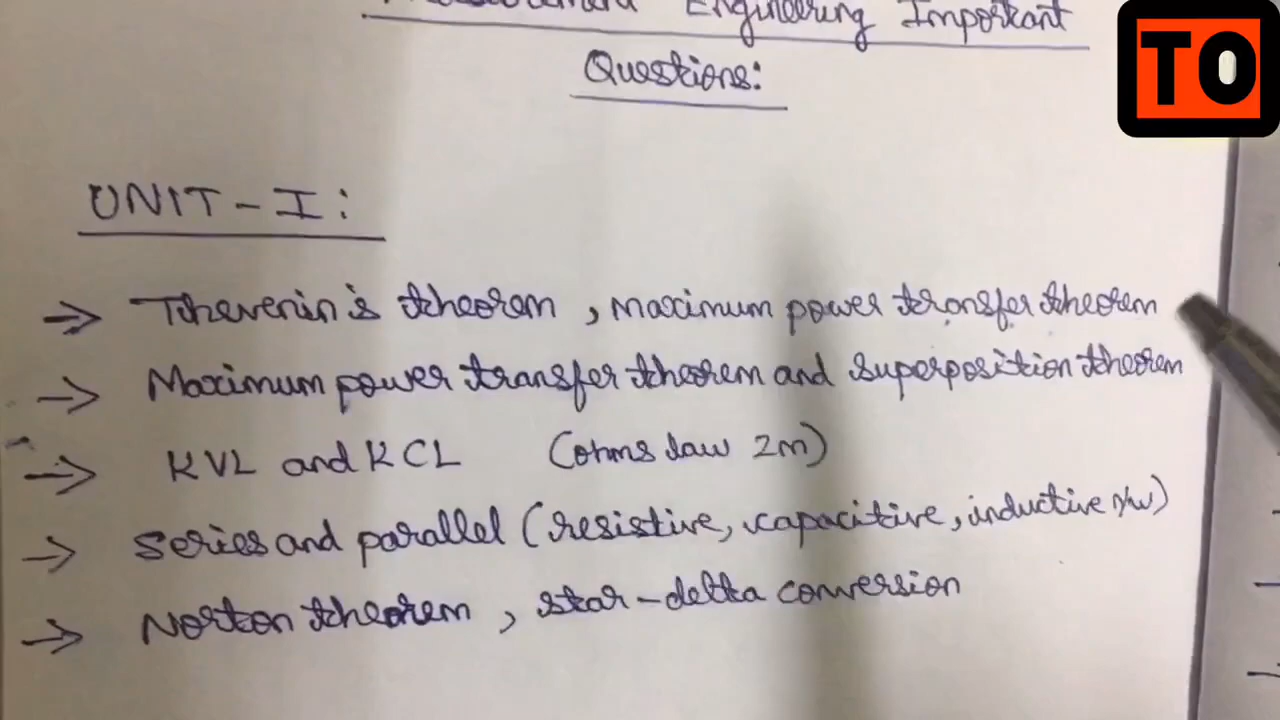 Measurement Engineering Important
Questions:
TO
UNIT - I:
→ Thevenin's theorem, Maximum power transfer theorem
→ Maximum power transfer theorem and Superposition theorem
→ KVL and KCL (ohms law 2m)
→ series and parallel (resistive, capacitive, inductive n/w)
→ Norton theorem, star-delta conversion